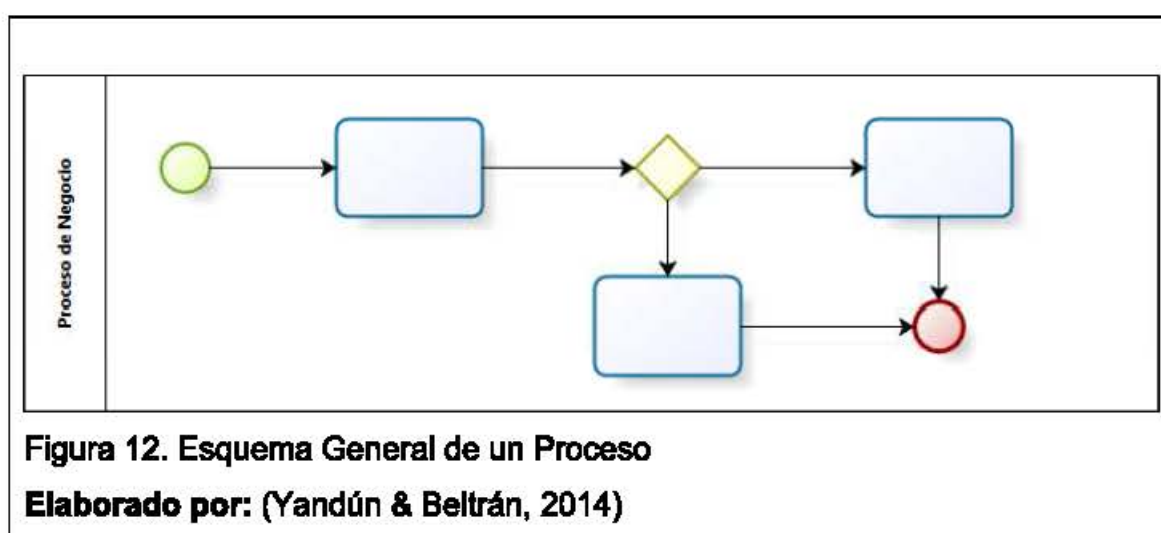 Proceso de Negocio
Figura 12. Esquema General de un Proceso
Elaborado por: (Yandún & Beltrán, 2014)